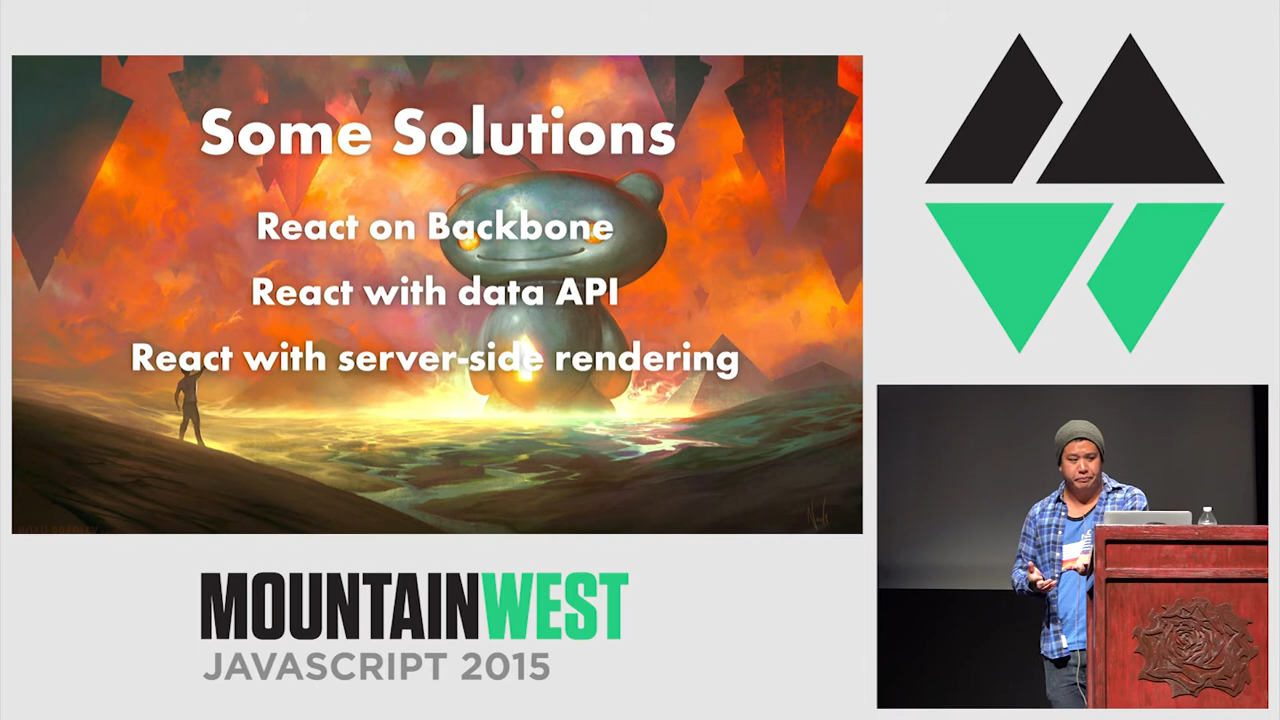 Some Solutions
React on Backbone
React with data API
React with server-side rendering
MOUNTAINWEST
JAVASCRIPT 2015